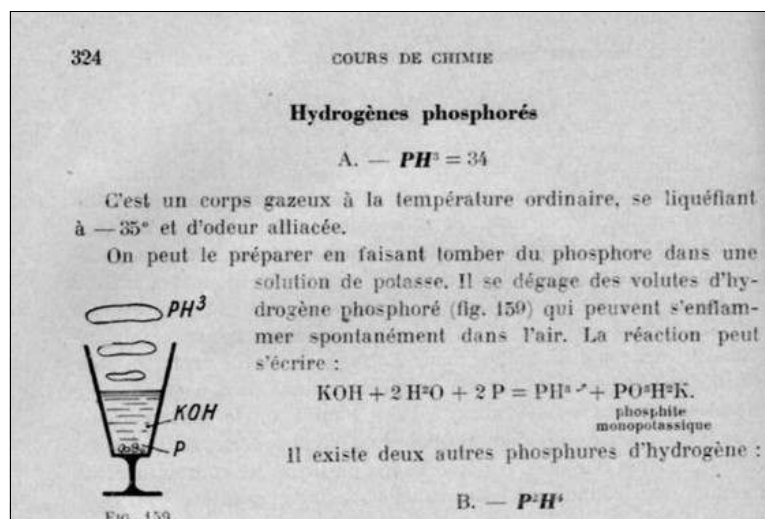 324 COURS DE CHIMIE
Hydrogènes phosphorés
A. — PH³ = 34
C'est un corps gazeux à la température ordinaire, se liquéfiant
à — 35° et d'odeur alliacée.
On peut le préparer en faisant tomber du phosphore dans une
solution de potasse. Il se dégage des volutes d'hy-
drogène phosphoré (fig. 159) qui peuvent s'enflam-
mer spontanément dans l'air. La réaction peut
s'écrire :
KOH + 2 H²O + 2 P = PH³ ↗ + PO³H²K.
phosphite
monopotassique
Il existe deux autres phosphures d'hydrogène :
B. — P²H⁴
PH³
KOH
P
FIG. 159